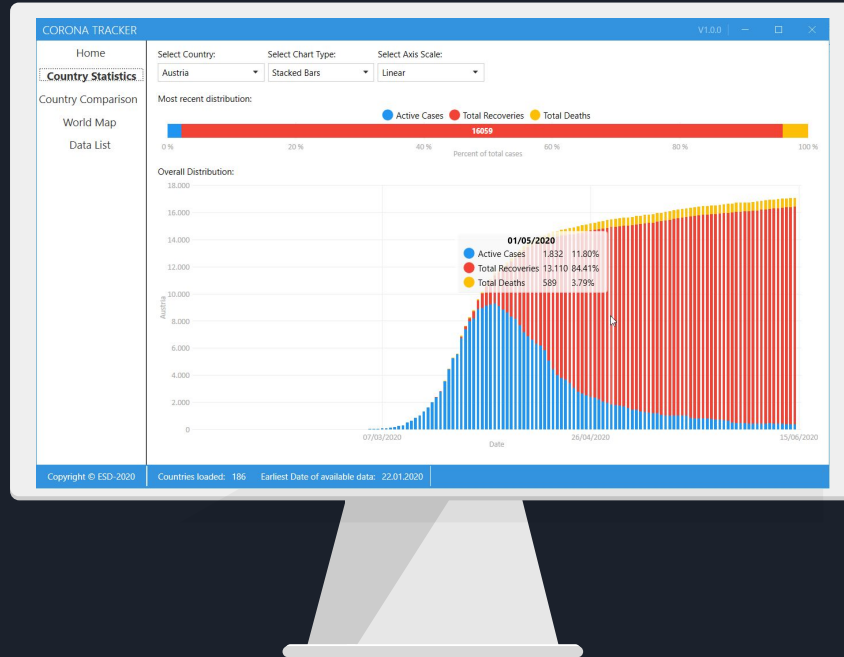 CORONA TRACKER
V1.0.0
Home
Country Statistics
Country Comparison
World Map
Data List
Select Country: Select Chart Type: Select Axis Scale:
Austria Stacked Bars Linear
Most recent distribution:
Active Cases Total Recoveries Total Deaths
16059
0 % 20 % 40 % 60 % 80 % 100 %
Percent of total cases
Overall Distribution:
18.000
16.000
14.000
12.000
10.000
8.000
6.000
4.000
2.000
0
Austria
01/05/2020
Active Cases 1.832 11.80%
Total Recoveries 13.110 84.41%
Total Deaths 589 3.79%
07/03/2020 26/04/2020 15/06/2020
Date
Copyright © ESD-2020 Countries loaded: 186 Earliest Date of available data: 22.01.2020